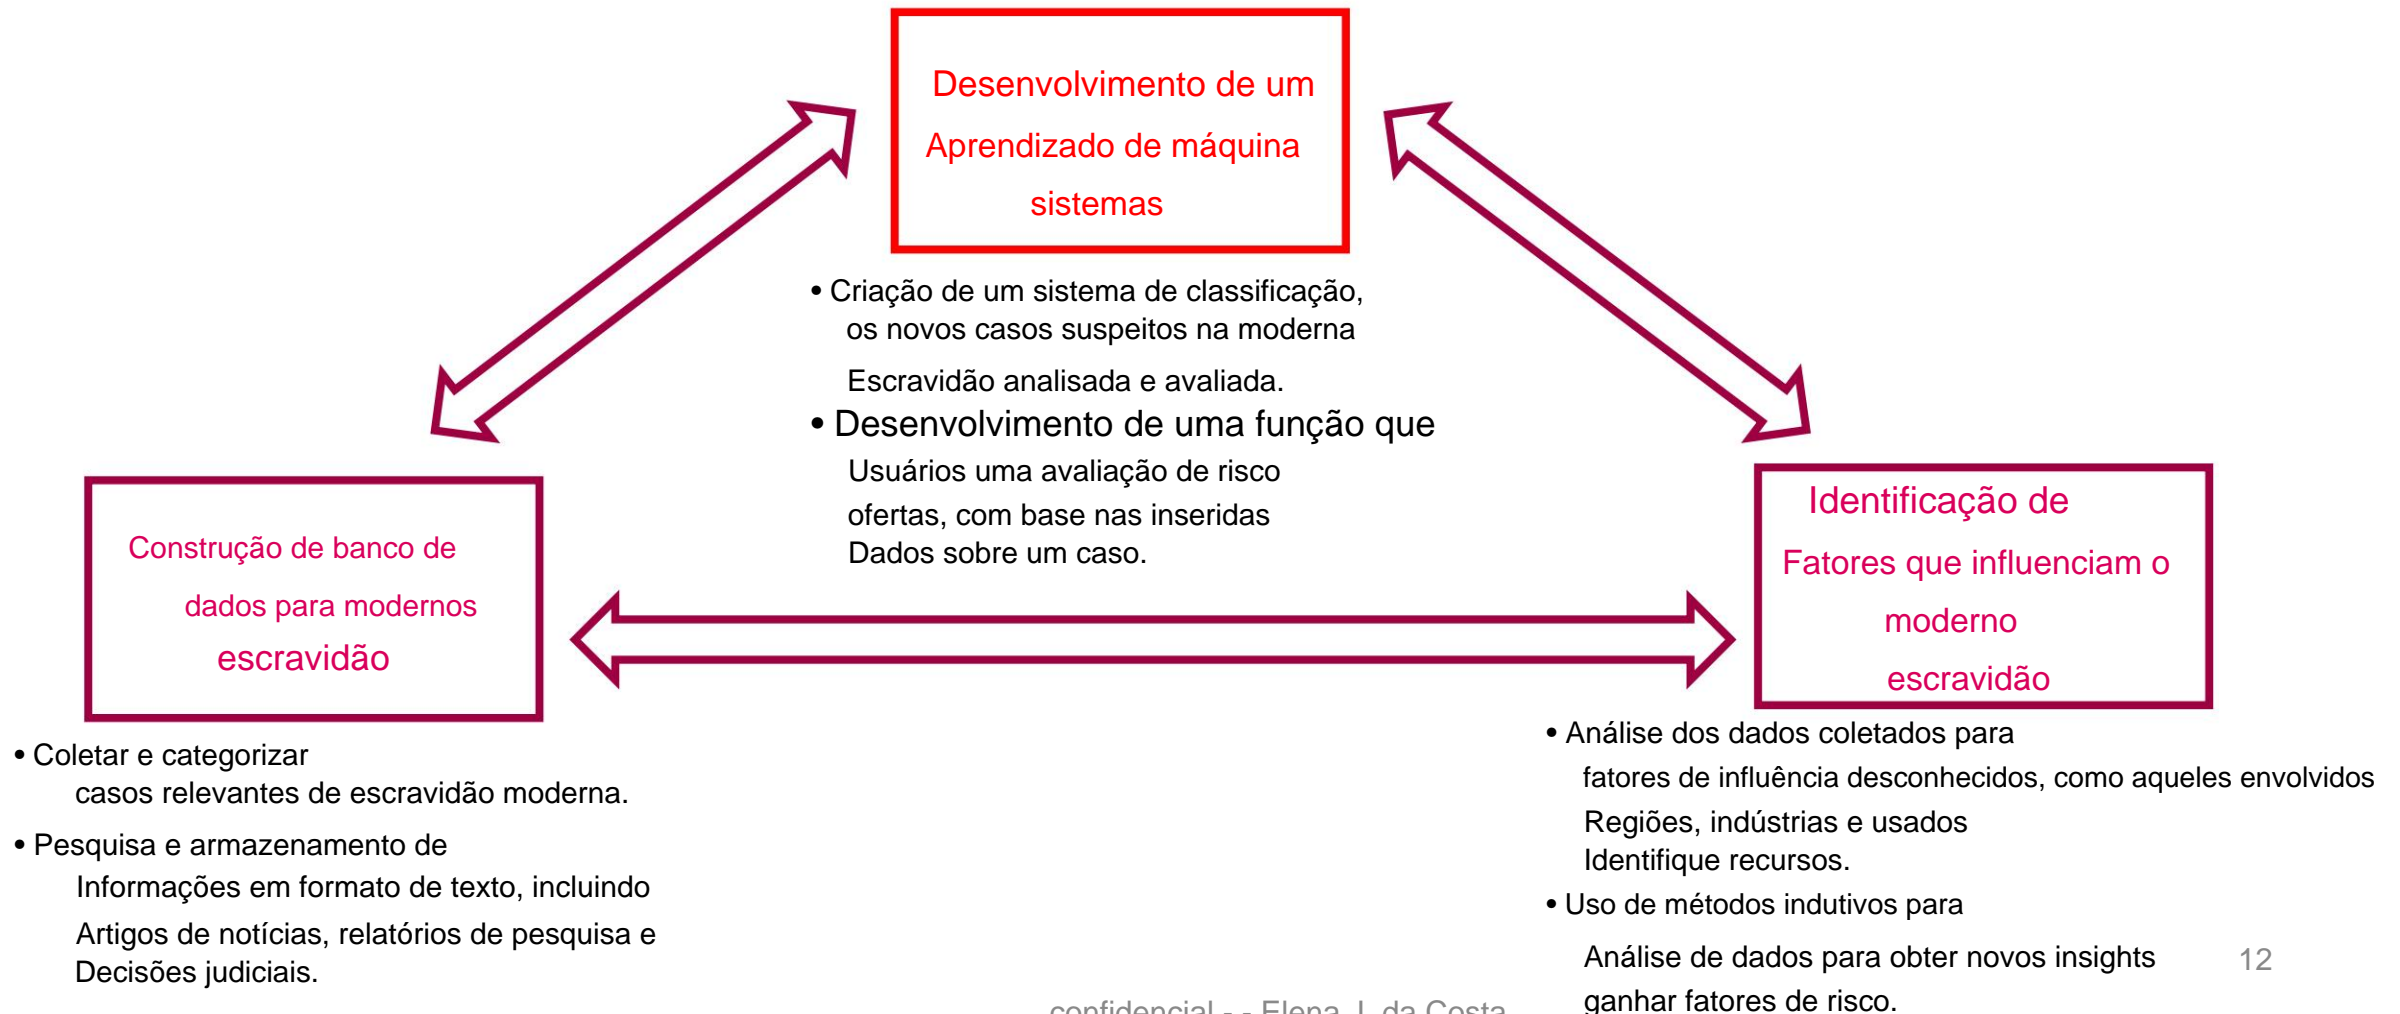 Desenvolvimento de um
Aprendizado de máquina
sistemas
• Criação de um sistema de classificação,
os novos casos suspeitos na moderna
Escravidão analisada e avaliada.
• Desenvolvimento de uma função que
Usuários uma avaliação de risco
ofertas, com base nas inseridas
Dados sobre um caso.
Construção de banco de
dados para modernos
escravidão
• Coletar e categorizar
casos relevantes de escravidão moderna.
• Pesquisa e armazenamento de
Informações em formato de texto, incluindo
Artigos de notícias, relatórios de pesquisa e
Decisões judiciais.
Identificação de
Fatores que influenciam o
moderno
escravidão
• Análise dos dados coletados para
fatores de influência desconhecidos, como aqueles envolvidos
Regiões, indústrias e usados
Identifique recursos.
• Uso de métodos indutivos para
Análise de dados para obter novos insights
ganhar fatores de risco.
12
confidencial - - Elena J. da Costa